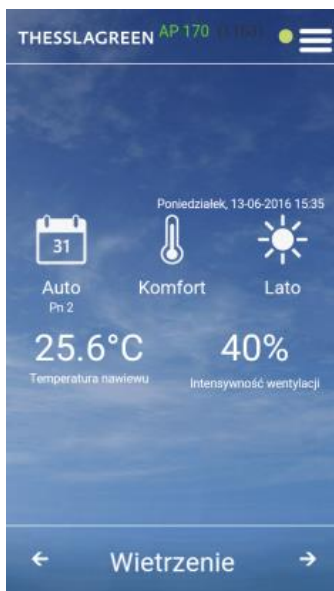 THESSLAGREEN AP 170
Poniedziałek, 13-06-2016 15:35
31
Auto Komfort Lato
Pn 2
25.6°C 40%
Temperatura nawiewu Intensywność wentylacji
Wietrzenie